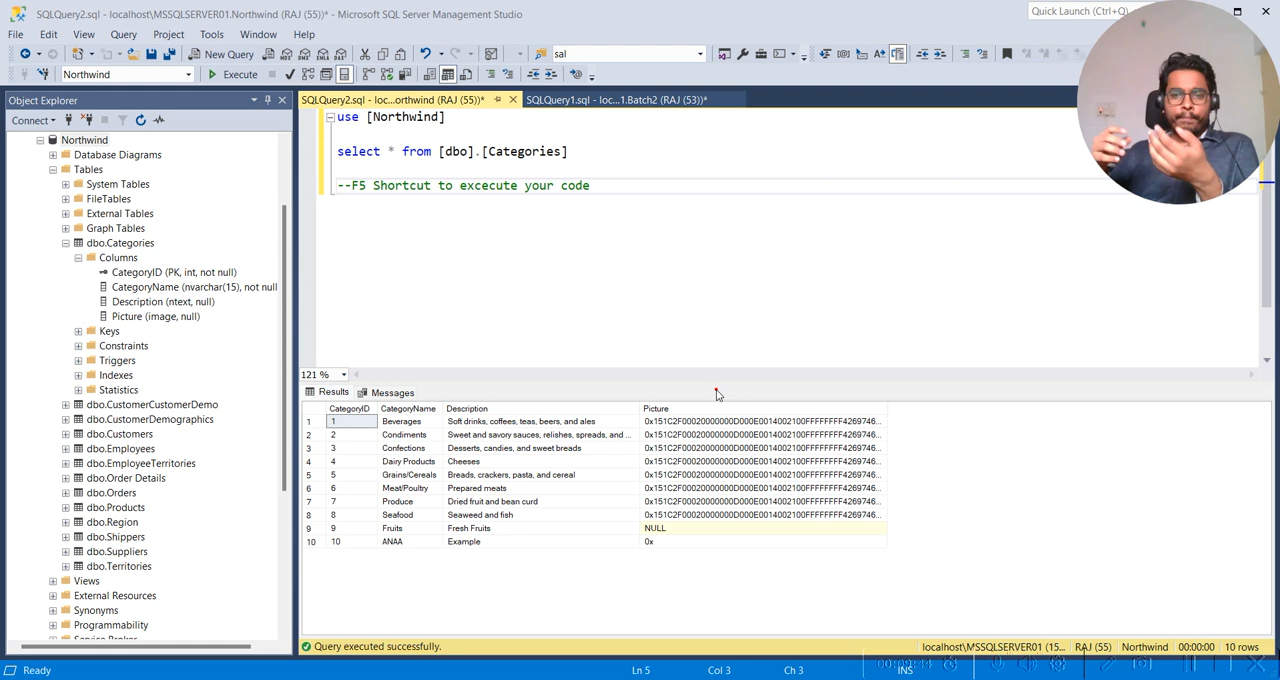 SQLQuery2.sql - localhost\MSSQLSERVER01.Northwind (RAJ (55))* - Microsoft SQL Server Management Studio
Quick Launch (Ctrl+Q)
File Edit View Query Project Tools Window Help
New Query
sal
Northwind
Execute
Object Explorer
SQLQuery2.sql - loc...orthwind (RAJ (55))*
SQLQuery1.sql - loc...1.Batch2 (RAJ (53))*
Connect
Northwind
Database Diagrams
Tables
System Tables
FileTables
External Tables
Graph Tables
dbo.Categories
Columns
CategoryID (PK, int, not null)
CategoryName (nvarchar(15), not null
Description (ntext, null)
Picture (image, null)
Keys
Constraints
Triggers
Indexes
Statistics
dbo.CustomerCustomerDemo
dbo.CustomerDemographics
dbo.Customers
dbo.Employees
dbo.EmployeeTerritories
dbo.Order Details
dbo.Orders
dbo.Products
dbo.Region
dbo.Shippers
dbo.Suppliers
dbo.Territories
Views
External Resources
Synonyms
Programmability
use [Northwind]
select * from [dbo].[Categories]
--F5 Shortcut to excecute your code
121 %
Results Messages
CategoryID CategoryName Description Picture
1 1 Beverages Soft drinks, coffees, teas, beers, and ales 0x151C2F00020000000D000E0014002100FFFFFFFF4269746...
2 2 Condiments Sweet and savory sauces, relishes, spreads, and ... 0x151C2F00020000000D000E0014002100FFFFFFFF4269746...
3 3 Confections Desserts, candies, and sweet breads 0x151C2F00020000000D000E0014002100FFFFFFFF4269746...
4 4 Dairy Products Cheeses 0x151C2F00020000000D000E0014002100FFFFFFFF4269746...
5 5 Grains/Cereals Breads, crackers, pasta, and cereal 0x151C2F00020000000D000E0014002100FFFFFFFF4269746...
6 6 Meat/Poultry Prepared meats 0x151C2F00020000000D000E0014002100FFFFFFFF4269746...
7 7 Produce Dried fruit and bean curd 0x151C2F00020000000D000E0014002100FFFFFFFF4269746...
8 8 Seafood Seaweed and fish 0x151C2F00020000000D000E0014002100FFFFFFFF4269746...
9 9 Fruits Fresh Fruits NULL
10 10 ANAA Example 0x
Query executed successfully.
localhost\MSSQLSERVER01 (15... RAJ (55) Northwind 00:00:00 10 rows
Ready
Ln 5 Col 3 Ch 3 INS